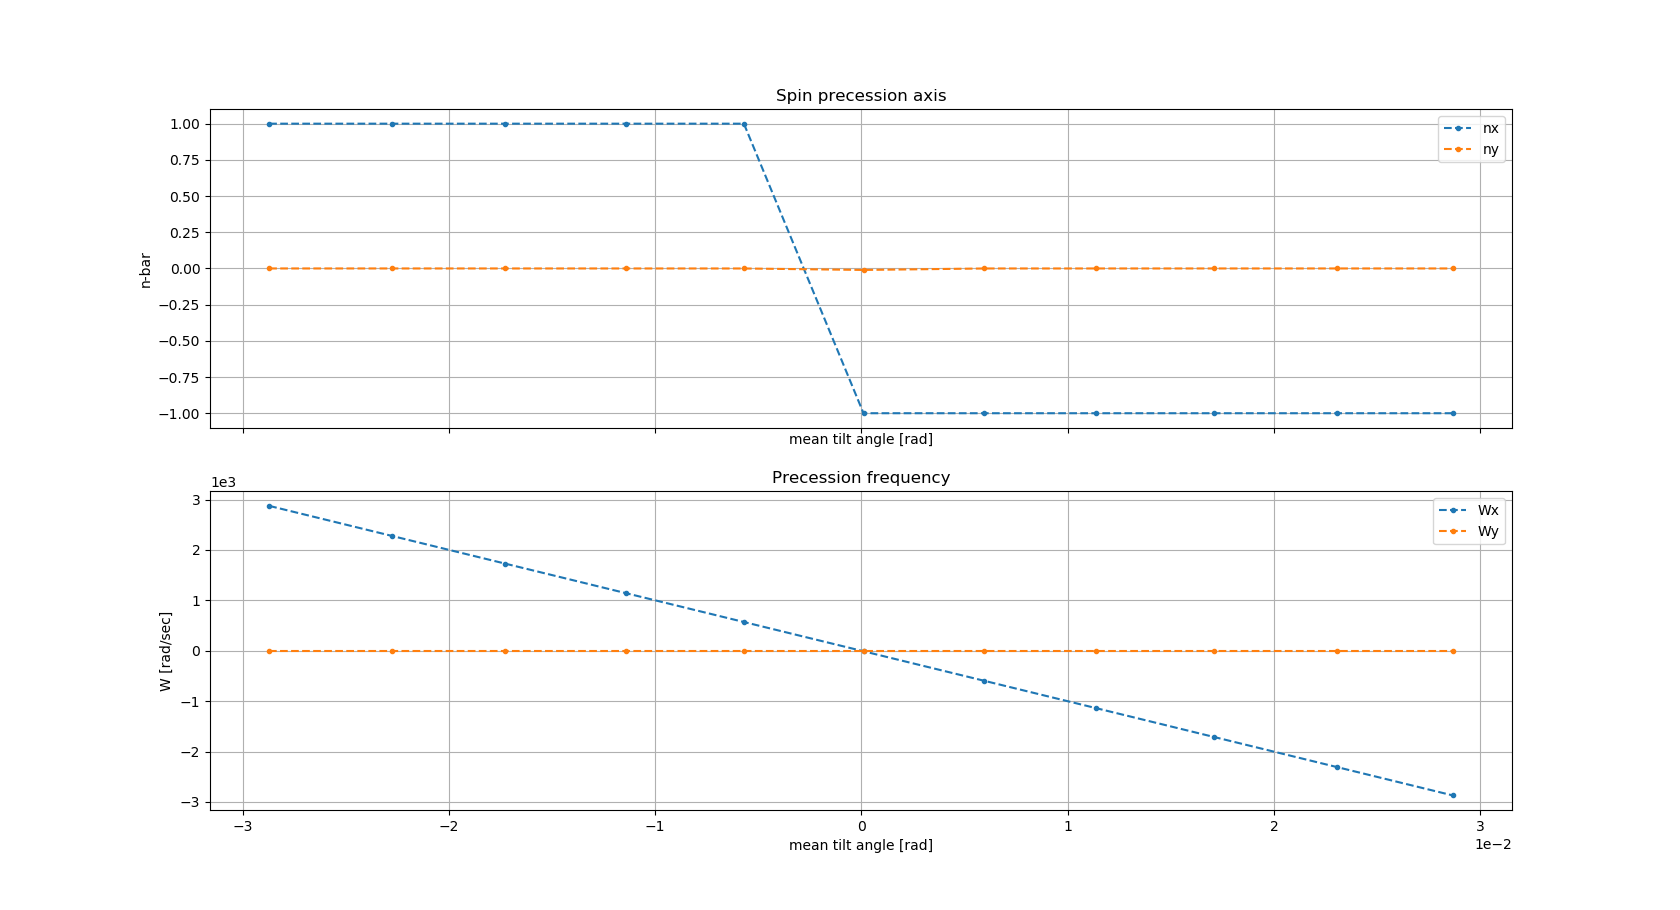 Spin precession axis
1.00
0.75
0.50
0.25
0.00
−0.25
−0.50
−0.75
−1.00
n-bar
nx
ny
mean tilt angle [rad]
Precession frequency
1e3
3
2
1
0
−1
−2
−3
W [rad/sec]
Wx
Wy
−3 −2 −1 0 1 2 3
1e−2
mean tilt angle [rad]